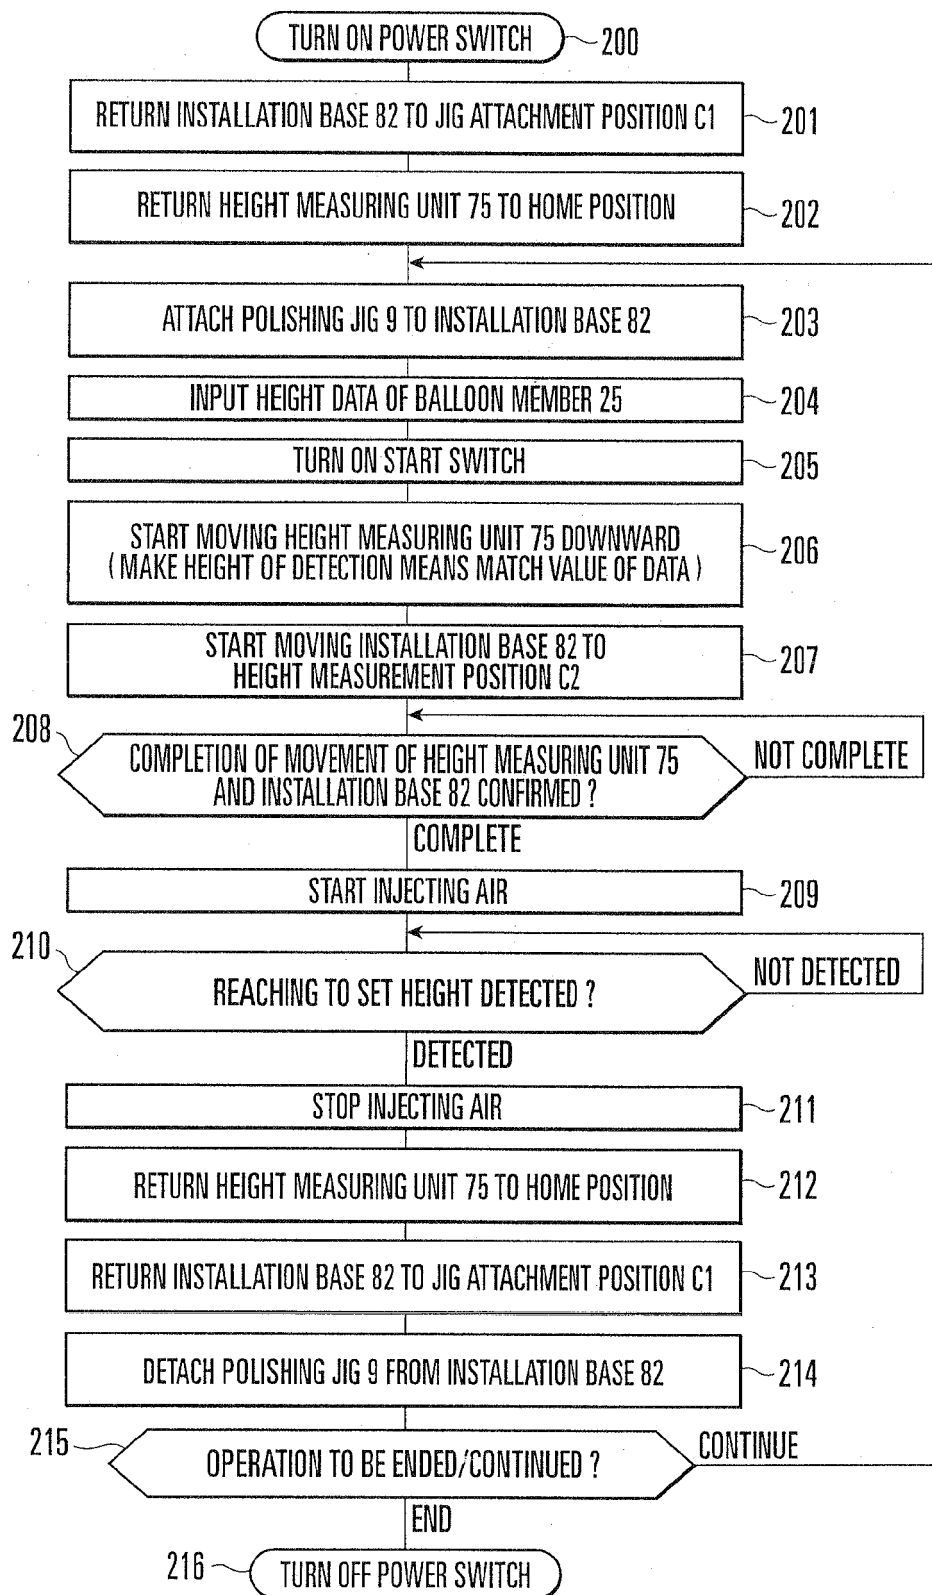 TURN ON POWER SWITCH
200
RETURN INSTALLATION BASE 82 TO JIG ATTACHMENT POSITION C1
201
RETURN HEIGHT MEASURING UNIT 75 TO HOME POSITION
202
ATTACH POLISHING JIG 9 TO INSTALLATION BASE 82
203
INPUT HEIGHT DATA OF BALLOON MEMBER 25
204
TURN ON START SWITCH
205
START MOVING HEIGHT MEASURING UNIT 75 DOWNWARD
( MAKE HEIGHT OF DETECTION MEANS MATCH VALUE OF DATA )
206
START MOVING INSTALLATION BASE 82 TO
HEIGHT MEASUREMENT POSITION C2
207
208
COMPLETION OF MOVEMENT OF HEIGHT MEASURING UNIT 75
AND INSTALLATION BASE 82 CONFIRMED ?
NOT COMPLETE
COMPLETE
START INJECTING AIR
209
210
REACHING TO SET HEIGHT DETECTED ?
NOT DETECTED
DETECTED
STOP INJECTING AIR
211
RETURN HEIGHT MEASURING UNIT 75 TO HOME POSITION
212
RETURN INSTALLATION BASE 82 TO JIG ATTACHMENT POSITION C1
213
DETACH POLISHING JIG 9 FROM INSTALLATION BASE 82
214
215
OPERATION TO BE ENDED/CONTINUED ?
CONTINUE
END
216
TURN OFF POWER SWITCH